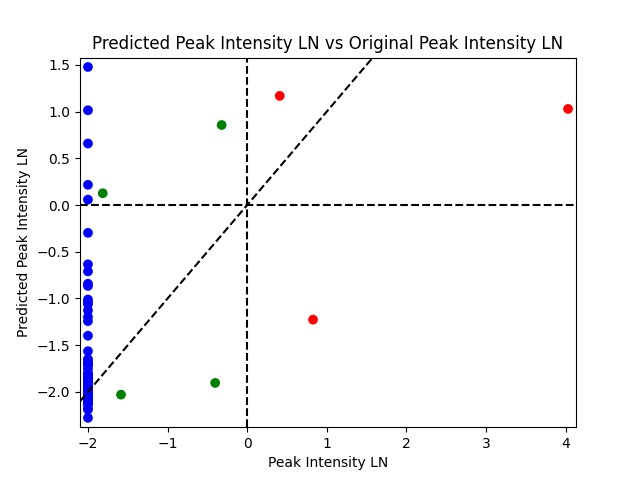 Predicted Peak Intensity LN vs Original Peak Intensity LN
Predicted Peak Intensity LN
1.5
1.0
0.5
0.0
−0.5
−1.0
−1.5
−2.0
−2 −1 0 1 2 3 4
Peak Intensity LN